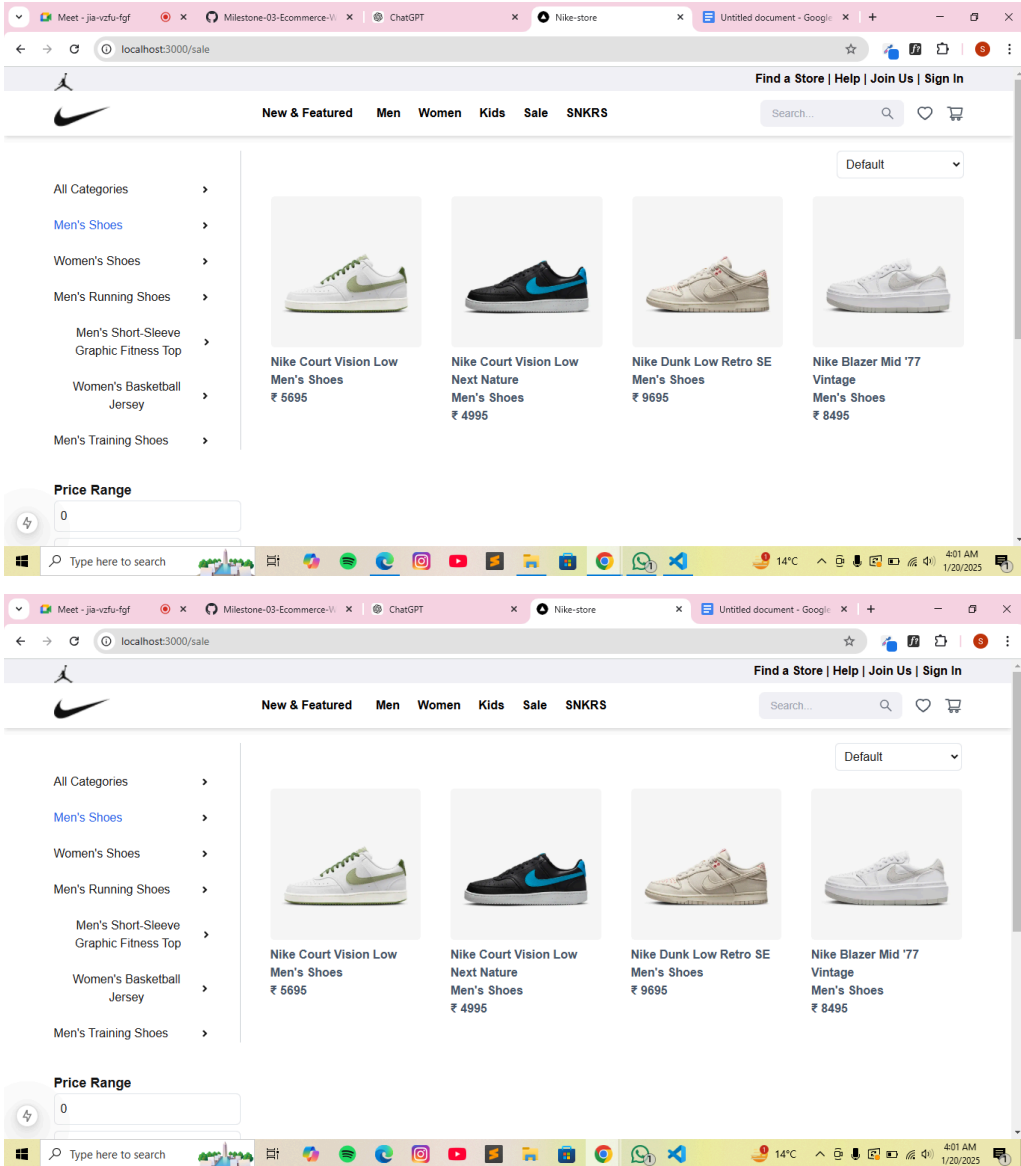 Meet - jia-vzfu-fgf
Milestone-03-Ecommerce-W
ChatGPT
Nike-store
Untitled document - Google
localhost:3000/sale
S
Find a Store | Help | Join Us | Sign In
New & Featured Men Women Kids Sale SNKRS
Search...
Default
All Categories
Men's Shoes
Women's Shoes
Men's Running Shoes
Men's Short-Sleeve
Graphic Fitness Top
Women's Basketball
Jersey
Men's Training Shoes
Price Range
0
Nike Court Vision Low
Men's Shoes
₹ 5695
Nike Court Vision Low
Next Nature
Men's Shoes
₹ 4995
Nike Dunk Low Retro SE
Men's Shoes
₹ 9695
Nike Blazer Mid '77
Vintage
Men's Shoes
₹ 8495
Type here to search
14°C
4:01 AM
1/20/2025
Meet - jia-vzfu-fgf
Milestone-03-Ecommerce-W
ChatGPT
Nike-store
Untitled document - Google
localhost:3000/sale
S
Find a Store | Help | Join Us | Sign In
New & Featured Men Women Kids Sale SNKRS
Search...
Default
All Categories
Men's Shoes
Women's Shoes
Men's Running Shoes
Men's Short-Sleeve
Graphic Fitness Top
Women's Basketball
Jersey
Men's Training Shoes
Price Range
0
Nike Court Vision Low
Men's Shoes
₹ 5695
Nike Court Vision Low
Next Nature
Men's Shoes
₹ 4995
Nike Dunk Low Retro SE
Men's Shoes
₹ 9695
Nike Blazer Mid '77
Vintage
Men's Shoes
₹ 8495
Type here to search
14°C
4:01 AM
1/20/2025